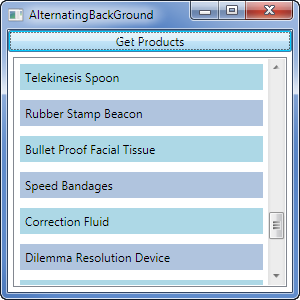 AlternatingBackGround
Get Products
Telekinesis Spoon
Rubber Stamp Beacon
Bullet Proof Facial Tissue
Speed Bandages
Correction Fluid
Dilemma Resolution Device